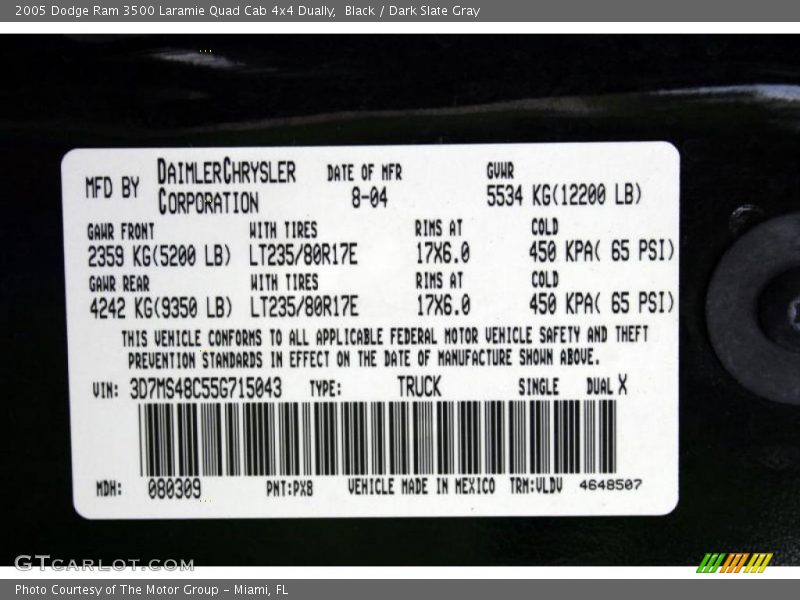 2005 Dodge Ram 3500 Laramie Quad Cab 4x4 Dually,  Black / Dark Slate Gray
MFD BY DAIMLERCHRYSLER CORPORATION DATE OF MFR 8-04 GVWR 5534 KG(12200 LB)
GAWR FRONT WITH TIRES RIMS AT COLD
2359 KG(5200 LB) LT235/80R17E 17X6.0 450 KPA( 65 PSI)
GAWR REAR WITH TIRES RIMS AT COLD
4242 KG(9350 LB) LT235/80R17E 17X6.0 450 KPA( 65 PSI)
THIS VEHICLE CONFORMS TO ALL APPLICABLE FEDERAL MOTOR VEHICLE SAFETY AND THEFT
PREVENTION STANDARDS IN EFFECT ON THE DATE OF MANUFACTURE SHOWN ABOVE.
VIN: 3D7MS48C55G715043 TYPE: TRUCK SINGLE DUAL X
MDH: 080309 PNT:PXB VEHICLE MADE IN MEXICO TRM:VLDV 4648507
GTCARLOT.COM
Photo Courtesy of The Motor Group - Miami, FL